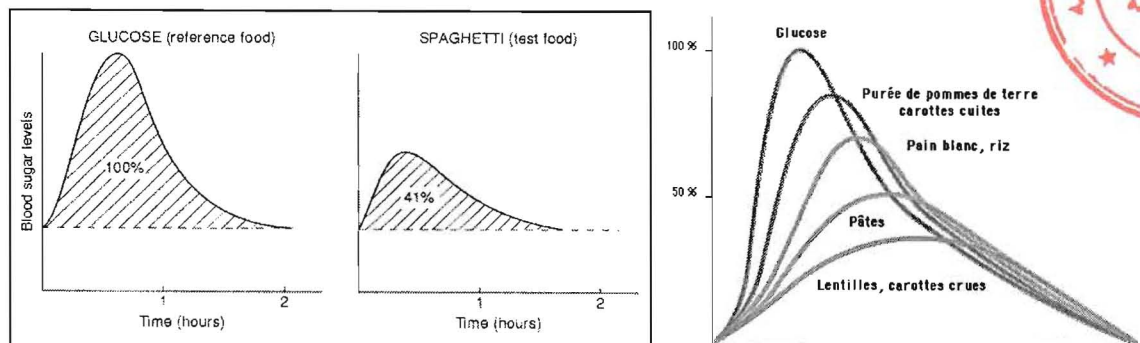 GLUCOSE (reference food)
Blood sugar levels
100%
1
2
Time (hours)
SPAGHETTI (test food)
41%
1
2
Time (hours)
100 %
50 %
Glucose
Purée de pommes de terre
carottes cuites
Pain blanc, riz
Pâtes
Lentilles, carottes crues